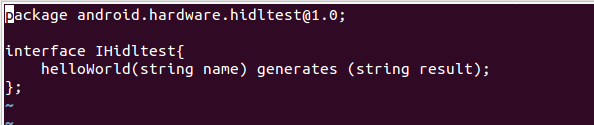 package android.hardware.hidltest@1.0;
interface IHidltest{
    helloWorld(string name) generates (string result);
};
~
~